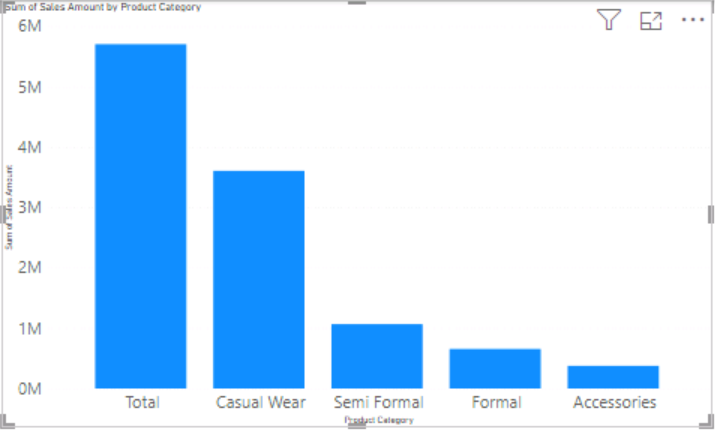 Sum of Sales Amount by Product Category
6M
5M
4M
3M
2M
1M
0M
Sum of Sales Amount
Total Casual Wear Semi Formal Formal Accessories
Product Category